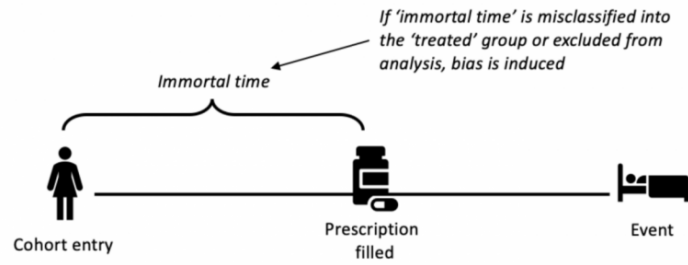 If 'immortal time' is misclassified into
the 'treated' group or excluded from
analysis, bias is induced
Immortal time
Cohort entry
Prescription
filled
Event